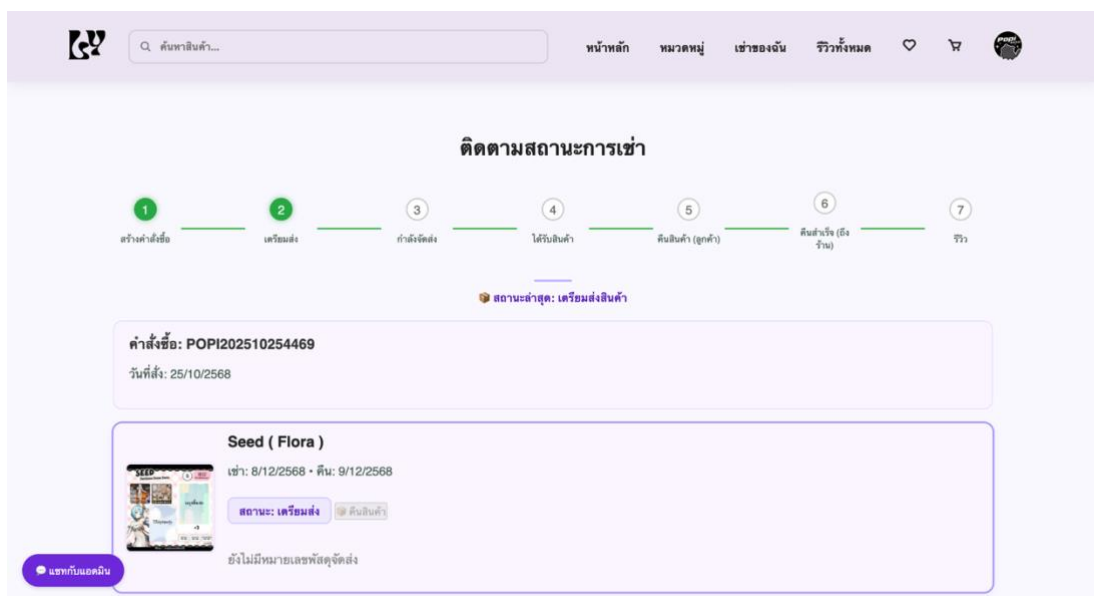 ค้นหาสินค้า...
หน้าหลัก หมวดหมู่ เช่าของฉัน รีวิวทั้งหมด
POPI
ติดตามสถานะการเช่า
1 2 3 4 5 6 7
สร้างคำสั่งซื้อ เตรียมส่ง กำลังจัดส่ง ได้รับสินค้า คืนสินค้า (ลูกค้า) คืนสำเร็จ (ถึง
ร้าน) รีวิว
📦 สถานะล่าสุด: เตรียมส่งสินค้า
คำสั่งซื้อ: POPI202510254469
วันที่สั่ง: 25/10/2568
Seed ( Flora )
SEED
เช่า: 8/12/2568 • คืน: 9/12/2568
สถานะ: เตรียมส่ง 📦 คืนสินค้า
ยังไม่มีหมายเลขพัสดุจัดส่ง
💬 แชทกับแอดมิน